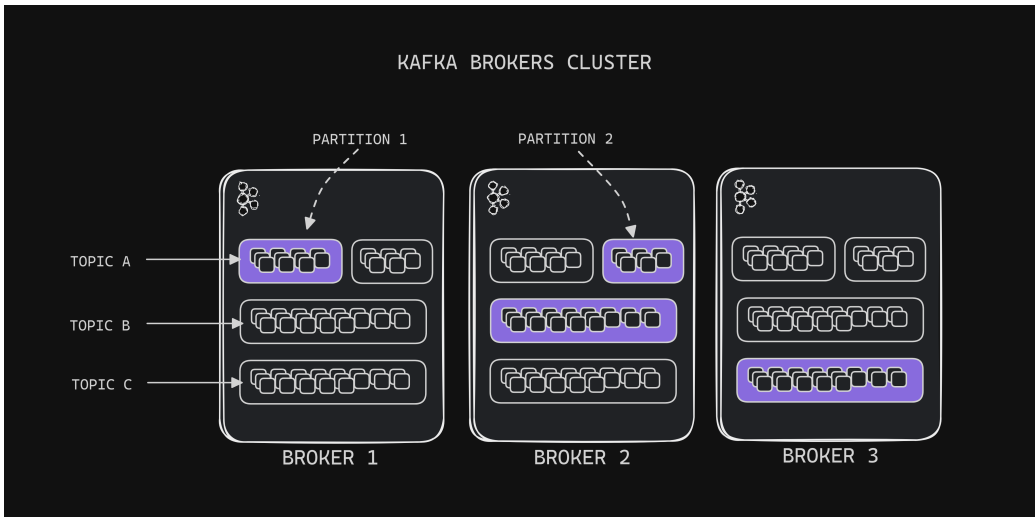 KAFKA BROKERS CLUSTER
PARTITION 1
PARTITION 2
TOPIC A
TOPIC B
TOPIC C
BROKER 1
BROKER 2
BROKER 3